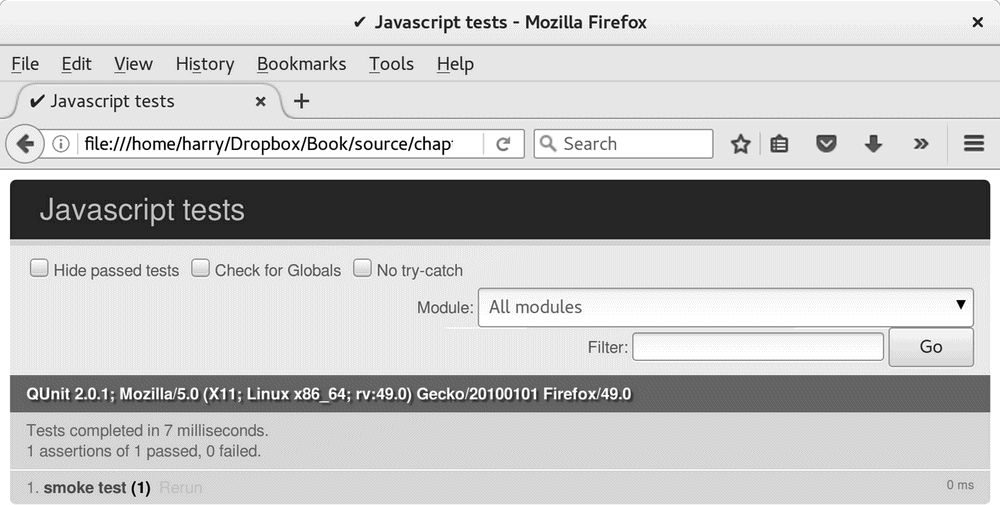 ✔ Javascript tests - Mozilla Firefox ×
File Edit View History Bookmarks Tools Help
✔ Javascript tests × +
file:///home/harry/Dropbox/Book/source/chap Search »
Javascript tests
Hide passed tests Check for Globals No try-catch
Module: All modules
Filter: Go
QUnit 2.0.1; Mozilla/5.0 (X11; Linux x86_64; rv:49.0) Gecko/20100101 Firefox/49.0
Tests completed in 7 milliseconds.
1 assertions of 1 passed, 0 failed.
1. smoke test (1) Rerun 0 ms